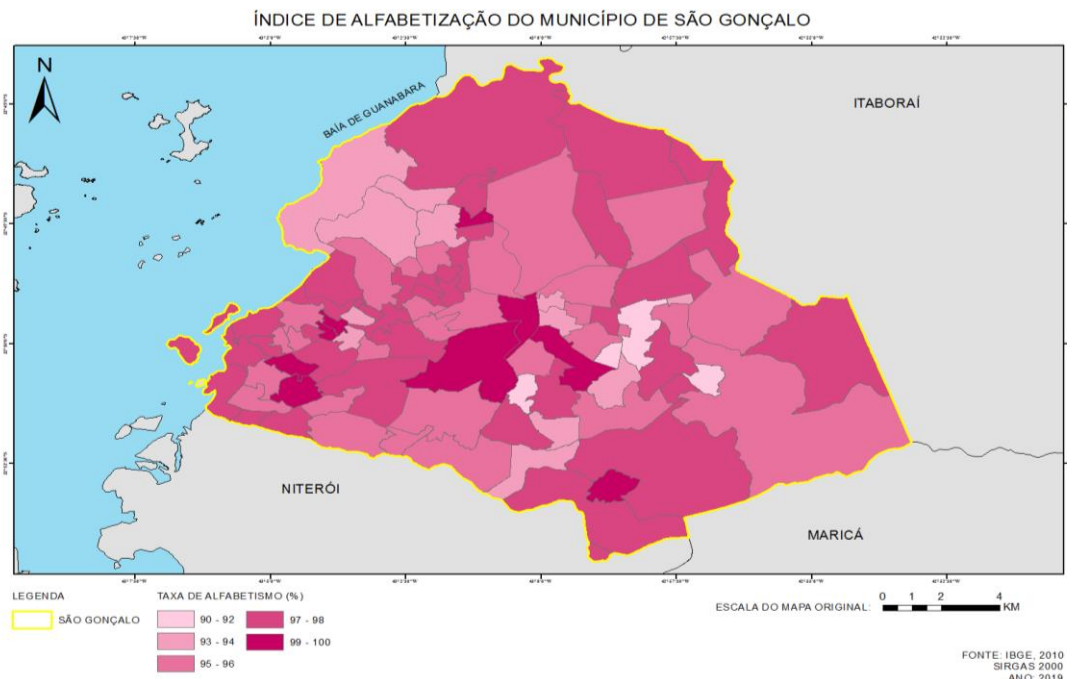 ÍNDICE DE ALFABETIZAÇÃO DO MUNICÍPIO DE SÃO GONÇALO
N
BAÍA DE GUANABARA
ITABORAÍ
NITERÓI
MARICÁ
LEGENDA
SÃO GONÇALO
TAXA DE ALFABETISMO (%)
90 - 92
93 - 94
95 - 96
97 - 98
99 - 100
ESCALA DO MAPA ORIGINAL:
0 1 2 4
KM
FONTE: IBGE, 2010
SIRGAS 2000
ANO: 2019